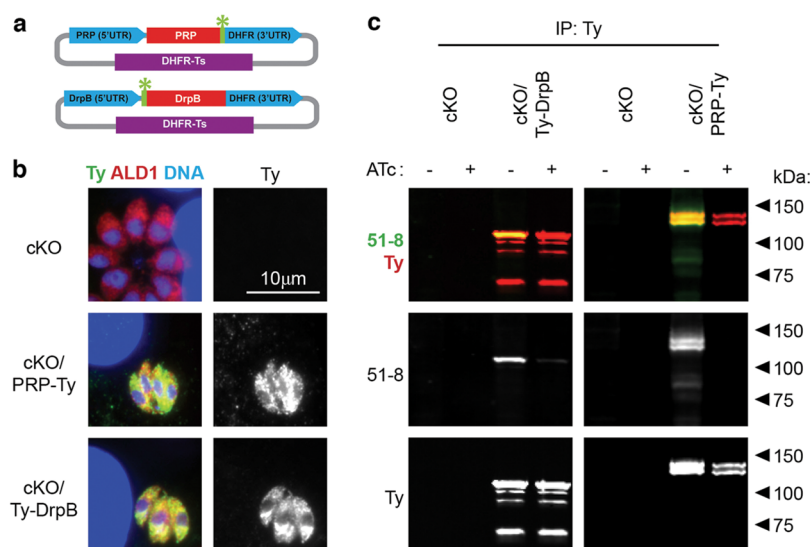 a
*
PRP (5'UTR) PRP DHFR (3'UTR)
DHFR-Ts
*
DrpB (5'UTR) DrpB DHFR (3'UTR)
DHFR-Ts
b
Ty ALD1 DNA Ty
cKO
10μm
cKO/
PRP-Ty
cKO/
Ty-DrpB
c
IP: Ty
cKO
cKO/
Ty-DrpB
cKO
cKO/
PRP-Ty
ATc: - + - + - + - + kDa:
51-8
Ty
150
100
75
51-8
150
100
75
Ty
150
100
75